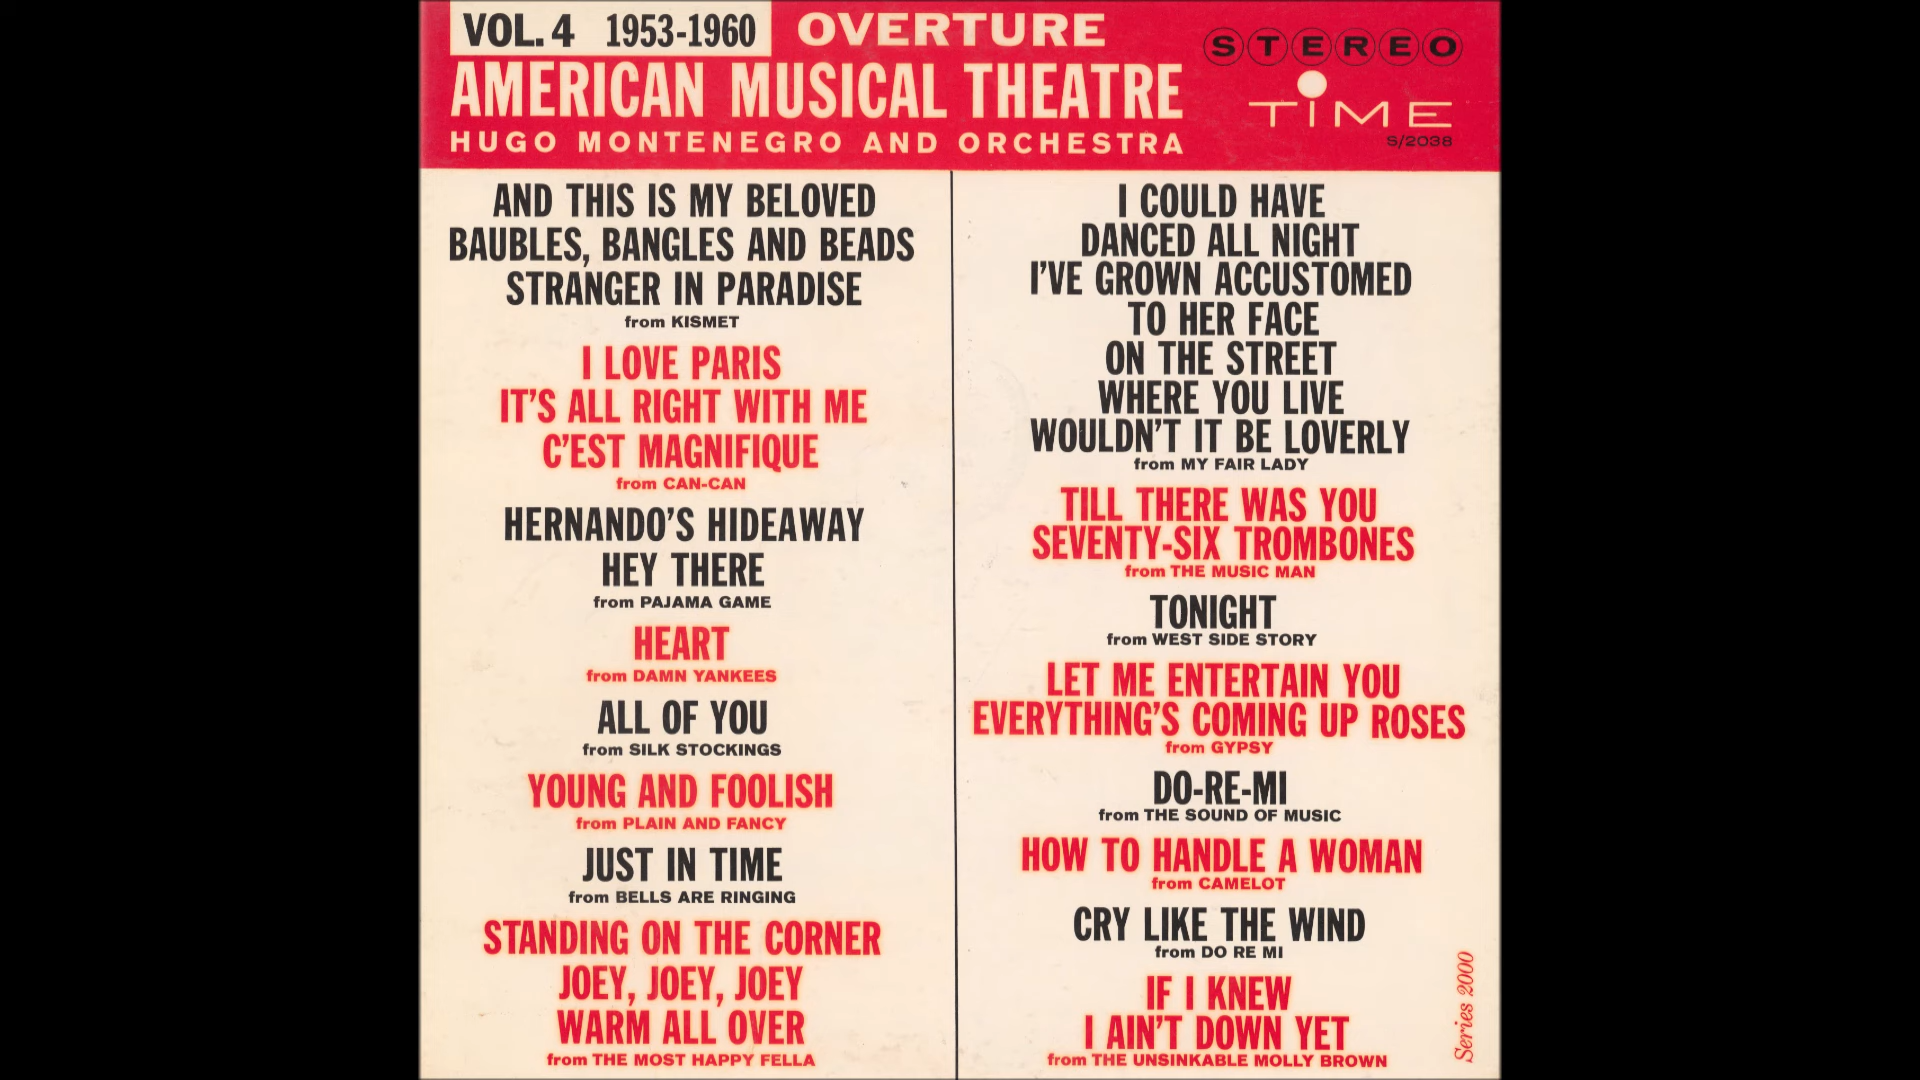 VOL. 4 1953-1960 OVERTURE
AMERICAN MUSICAL THEATRE
HUGO MONTENEGRO AND ORCHESTRA
STEREO
TiME
S/2038
AND THIS IS MY BELOVED
BAUBLES, BANGLES AND BEADS
STRANGER IN PARADISE
from KISMET
I LOVE PARIS
IT'S ALL RIGHT WITH ME
C'EST MAGNIFIQUE
from CAN-CAN
HERNANDO'S HIDEAWAY
HEY THERE
from PAJAMA GAME
HEART
from DAMN YANKEES
ALL OF YOU
from SILK STOCKINGS
YOUNG AND FOOLISH
from PLAIN AND FANCY
JUST IN TIME
from BELLS ARE RINGING
STANDING ON THE CORNER
JOEY, JOEY, JOEY
WARM ALL OVER
from THE MOST HAPPY FELLA
I COULD HAVE
DANCED ALL NIGHT
I'VE GROWN ACCUSTOMED
TO HER FACE
ON THE STREET
WHERE YOU LIVE
WOULDN'T IT BE LOVERLY
from MY FAIR LADY
TILL THERE WAS YOU
SEVENTY-SIX TROMBONES
from THE MUSIC MAN
TONIGHT
from WEST SIDE STORY
LET ME ENTERTAIN YOU
EVERYTHING'S COMING UP ROSES
from GYPSY
DO-RE-MI
from THE SOUND OF MUSIC
HOW TO HANDLE A WOMAN
from CAMELOT
CRY LIKE THE WIND
from DO RE MI
IF I KNEW
I AIN'T DOWN YET
from THE UNSINKABLE MOLLY BROWN
Series 2000